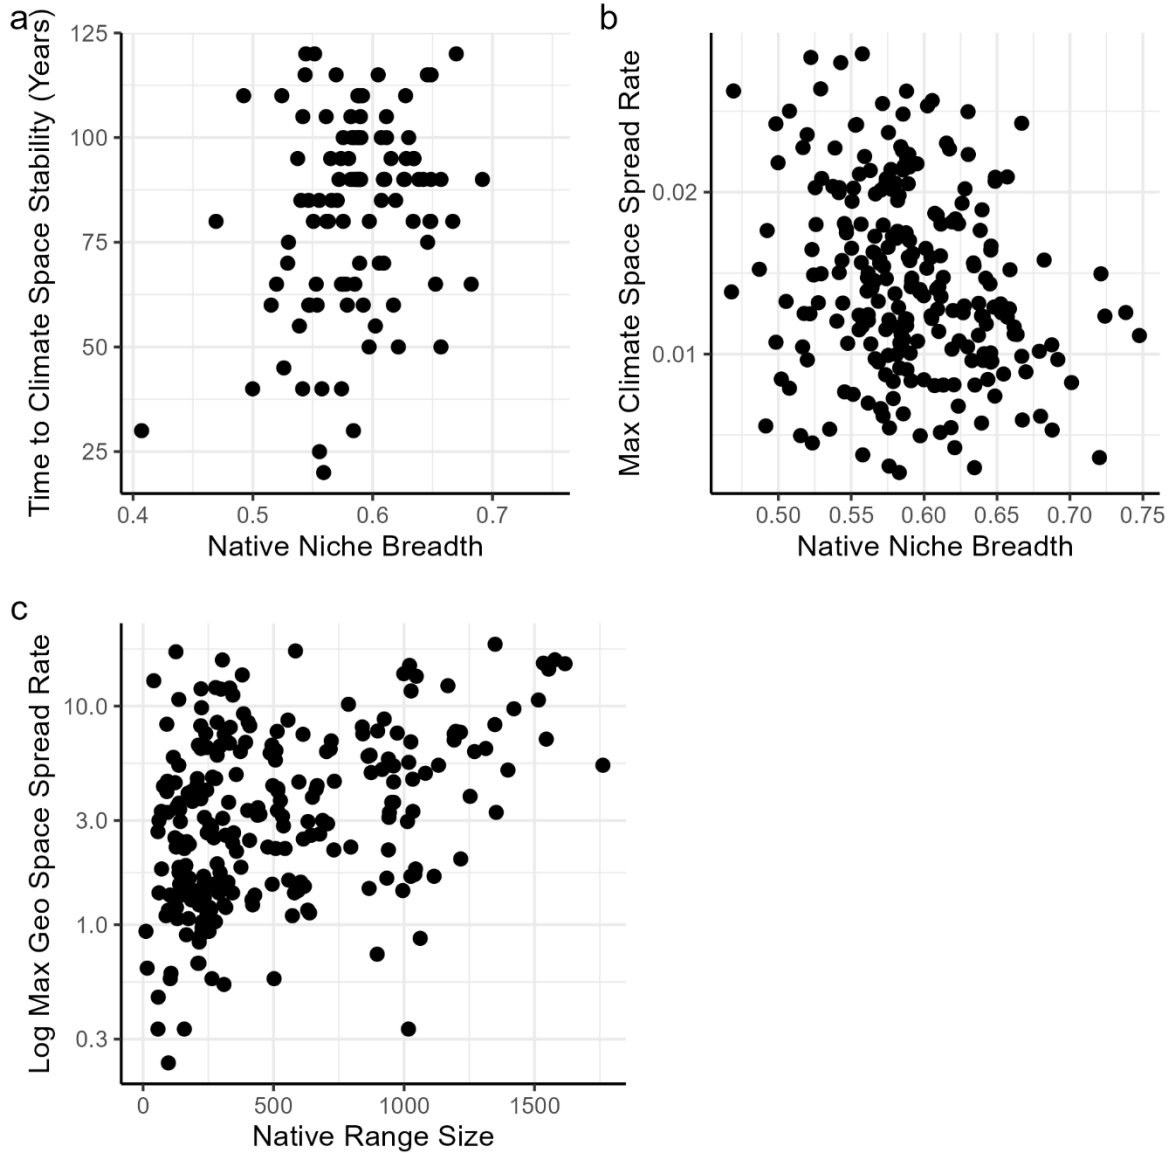 a
Time to Climate Space Stability (Years)
125
100
75
50
25
0.4 0.5 0.6 0.7
Native Niche Breadth
b
Max Climate Spread Rate
0.02
0.01
0.50 0.55 0.60 0.65 0.70 0.75
Native Niche Breadth
c
Log Max Geo Space Spread Rate
10.0
3.0
1.0
0.3
0 500 1000 1500
Native Range Size